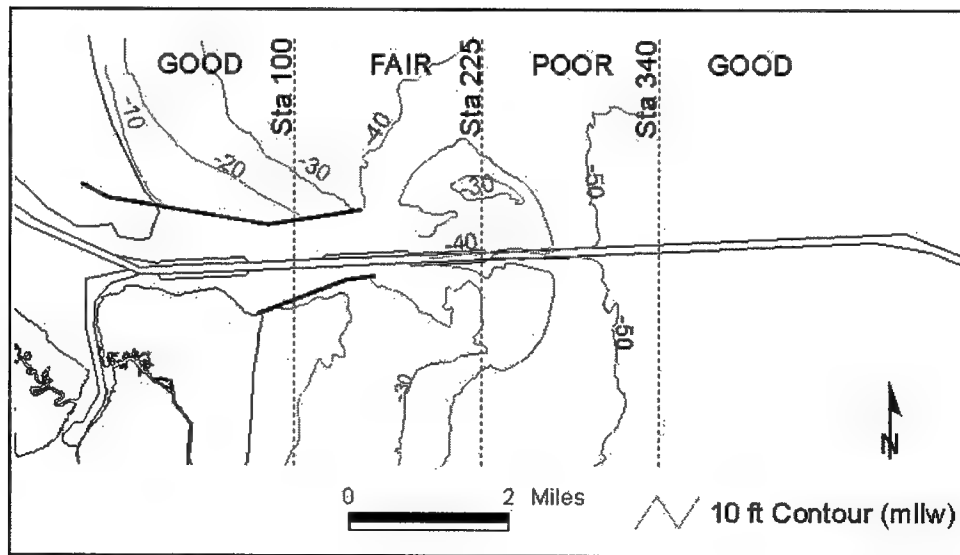 GOOD
Sta 100
FAIR
Sta 225
POOR
Sta 340
GOOD
-10
-20
-30
-40
-30
-50
-40
-50
-30
N
0 2 Miles
10 ft Contour (mllw)